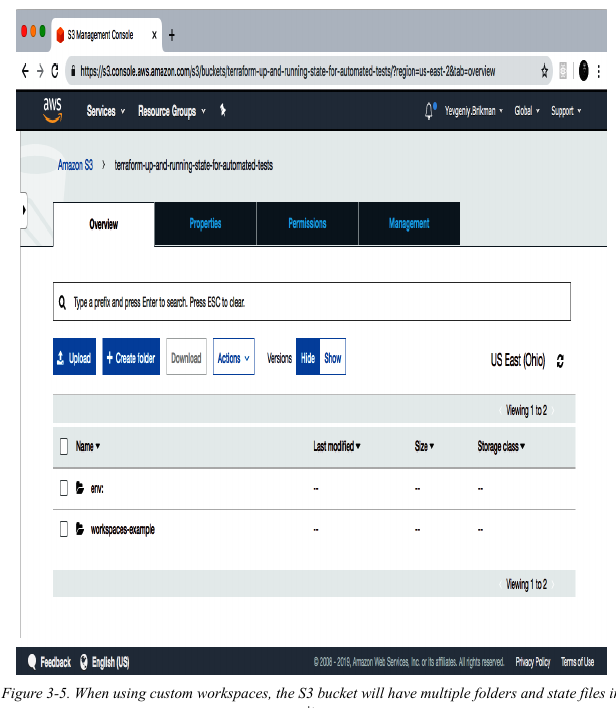 S3 Management Console x +
https://s3.console.aws.amazon.com/s3/buckets/terraform-up-and-running-state-for-automated-tests/?region=us-east-2&tab=overview
aws Services Resource Groups Yevgeniy.Brikman Global Support
Amazon S3 > terraform-up-and-running-state-for-automated-tests
Overview Properties Permissions Management
Type a prefix and press Enter to search. Press ESC to clear.
Upload + Create folder Download Actions Versions Hide Show US East (Ohio)
Viewing 1 to 2
Name Last modified Size Storage class
env: -- -- --
workspaces-example -- -- --
Viewing 1 to 2
Feedback English (US) © 2008 - 2019, Amazon Web Services, Inc. or its affiliates. All rights reserved. Privacy Policy Terms of Use
Figure 3-5. When using custom workspaces, the S3 bucket will have multiple folders and state files in